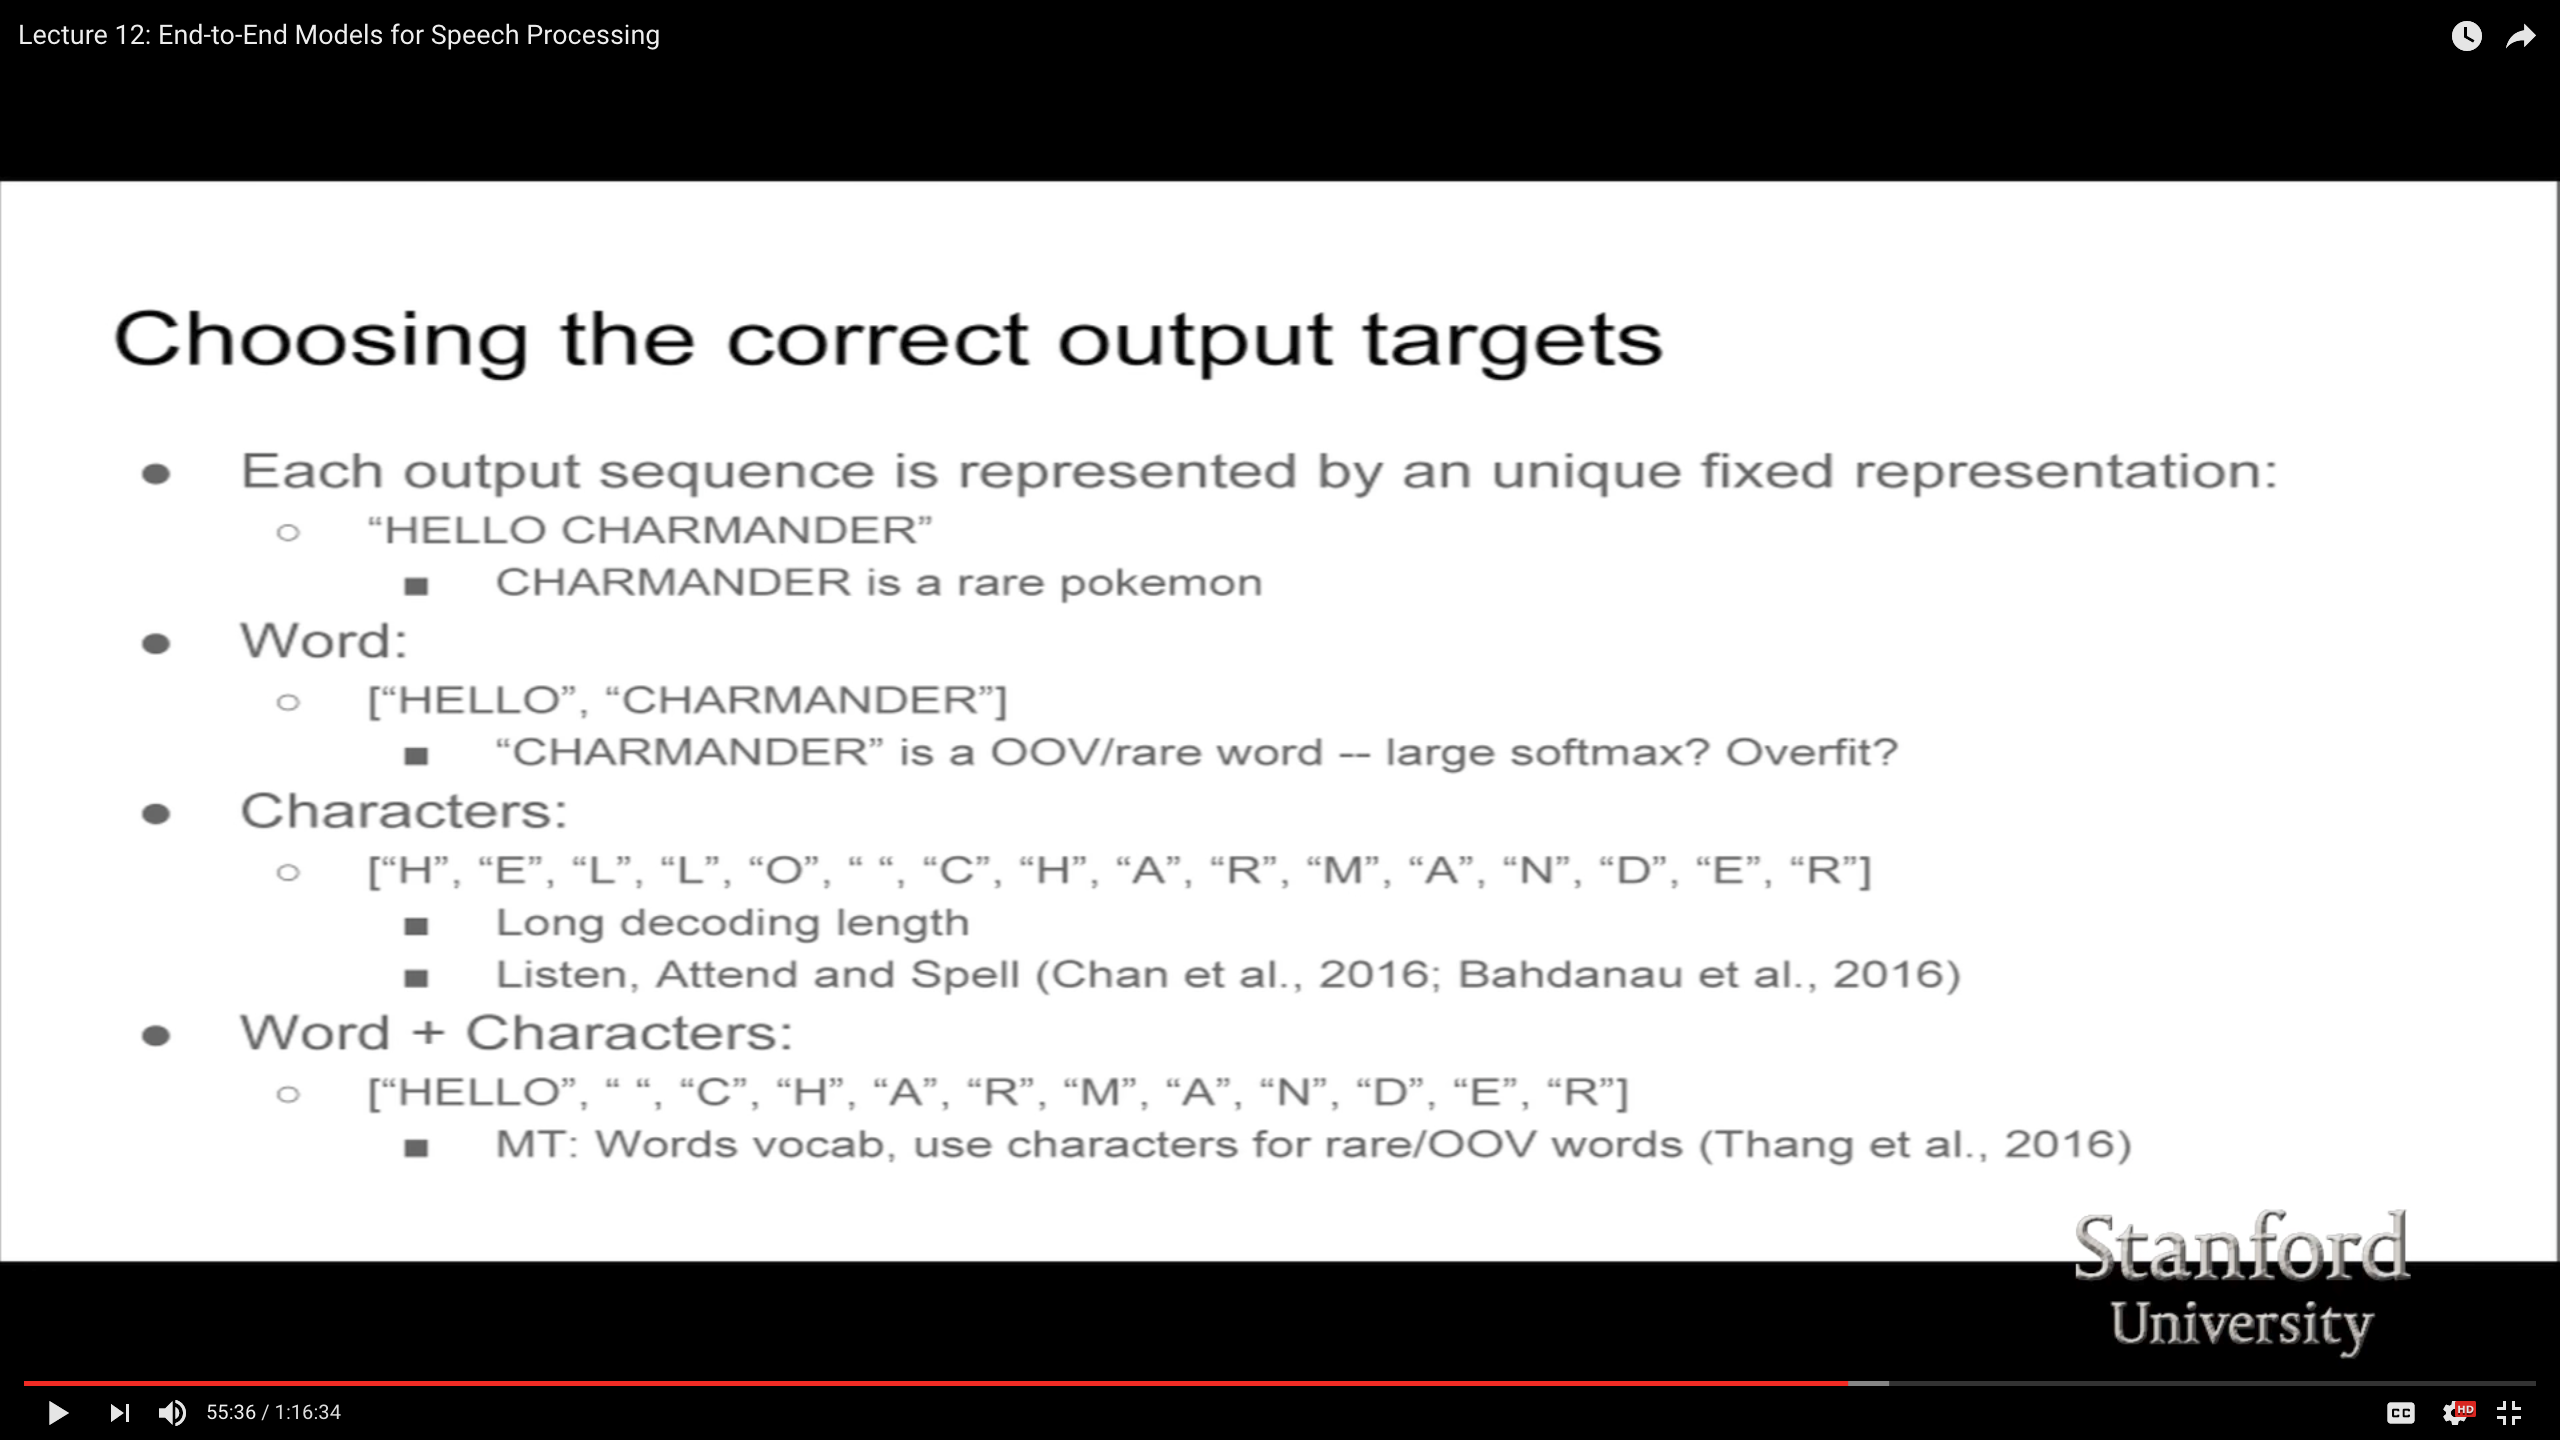 Lecture 12: End-to-End Models for Speech Processing
Choosing the correct output targets
● Each output sequence is represented by an unique fixed representation:
○ “HELLO CHARMANDER”
■ CHARMANDER is a rare pokemon
● Word:
○ [“HELLO”, “CHARMANDER”]
■ “CHARMANDER” is a OOV/rare word -- large softmax? Overfit?
● Characters:
○ [“H”, “E”, “L”, “L”, “O”, “ “, “C”, “H”, “A”, “R”, “M”, “A”, “N”, “D”, “E”, “R”]
■ Long decoding length
■ Listen, Attend and Spell (Chan et al., 2016; Bahdanau et al., 2016)
● Word + Characters:
○ [“HELLO”, “ “, “C”, “H”, “A”, “R”, “M”, “A”, “N”, “D”, “E”, “R”]
■ MT: Words vocab, use characters for rare/OOV words (Thang et al., 2016)
Stanford
University
55:36 / 1:16:34
CC
HD